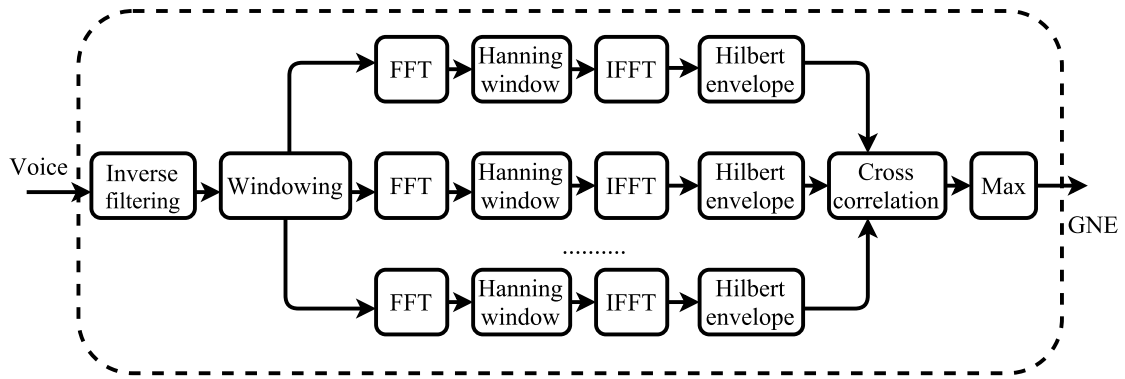 Voice
Inverse
filtering
Windowing
FFT
Hanning
window
IFFT
Hilbert
envelope
FFT
Hanning
window
IFFT
Hilbert
envelope
..........
FFT
Hanning
window
IFFT
Hilbert
envelope
Cross
correlation
Max
GNE